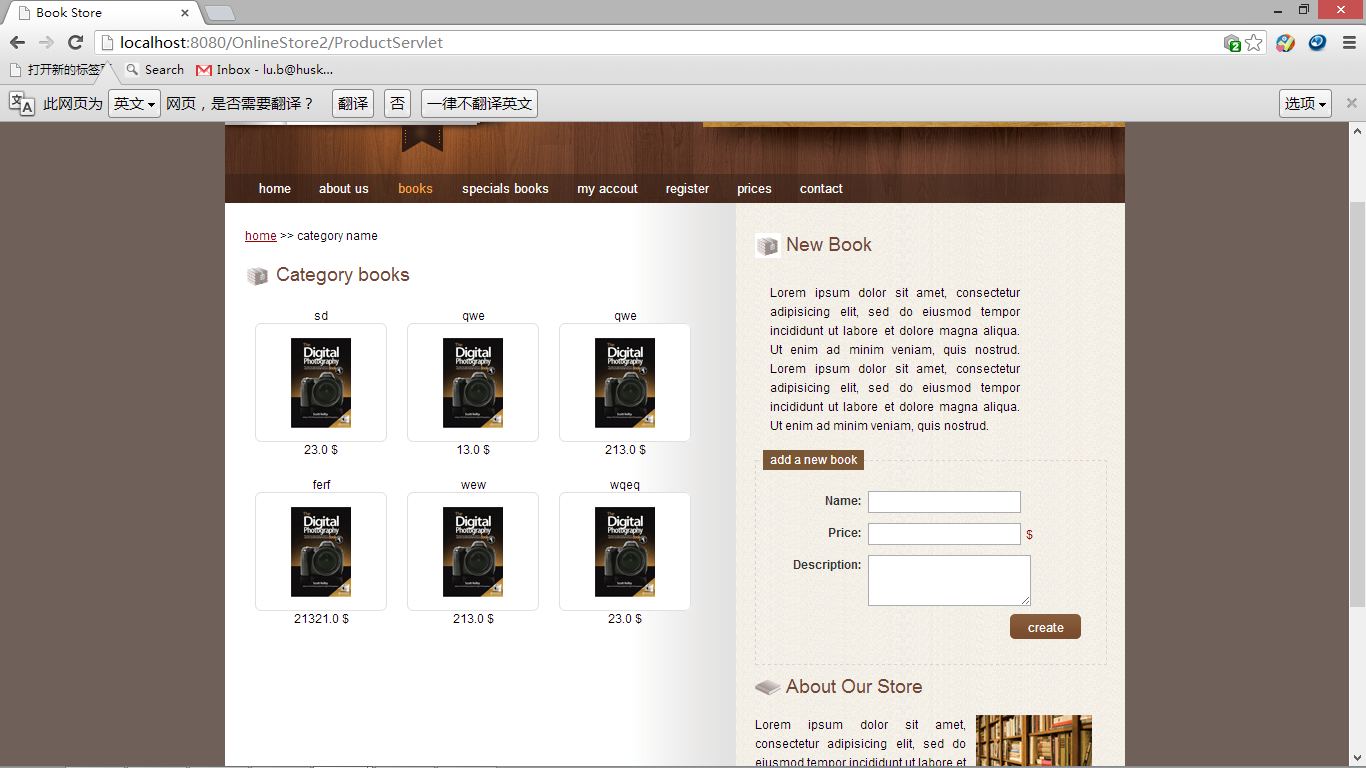 Book Store
localhost:8080/OnlineStore2/ProductServlet
打开新的标签
Search
Inbox - lu.b@husk...
此网页为 英文 网页，是否需要翻译？ 翻译 否 一律不翻译英文 选项
home about us books specials books my accout register prices contact
home >> category name
Category books
sd qwe qwe
The Digital Photography Book
The Digital Photography Book
The Digital Photography Book
23.0 $ 13.0 $ 213.0 $
ferf wew wqeq
The Digital Photography Book
The Digital Photography Book
The Digital Photography Book
21321.0 $ 213.0 $ 23.0 $
New Book
Lorem ipsum dolor sit amet, consectetur
adipisicing elit, sed do eiusmod tempor
incididunt ut labore et dolore magna aliqua.
Ut enim ad minim veniam, quis nostrud.
Lorem ipsum dolor sit amet, consectetur
adipisicing elit, sed do eiusmod tempor
incididunt ut labore et dolore magna aliqua.
Ut enim ad minim veniam, quis nostrud.
add a new book
Name:
Price: $
Description:
create
About Our Store
Lorem ipsum dolor sit amet,
consectetur adipisicing elit, sed do
eiusmod tempor incididunt ut labore et